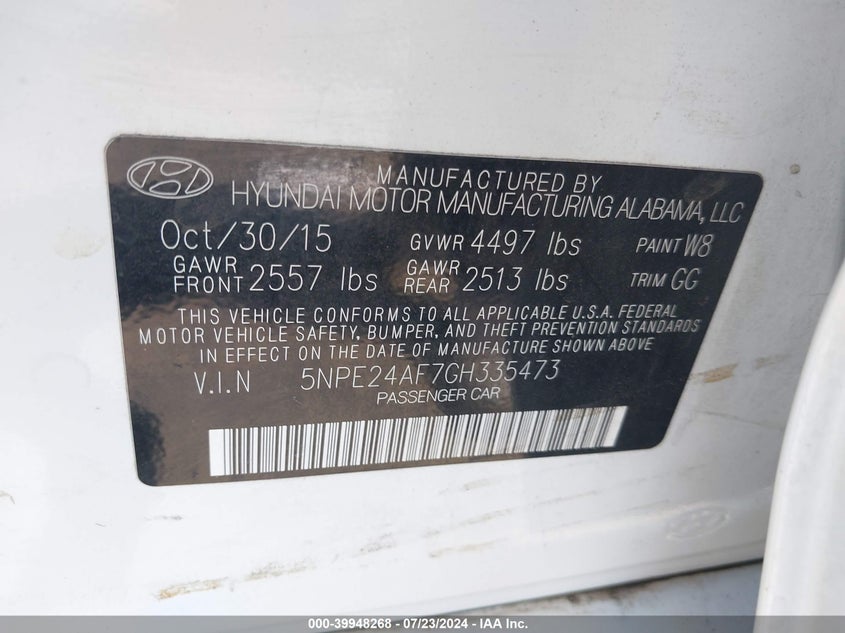 MANUFACTURED BY
HYUNDAI MOTOR MANUFACTURING ALABAMA, LLC
Oct/30/15 GVWR 4497 lbs PAINT W8
GAWR FRONT 2557 lbs GAWR REAR 2513 lbs TRIM GG
THIS VEHICLE CONFORMS TO ALL APPLICABLE U.S.A. FEDERAL
MOTOR VEHICLE SAFETY, BUMPER, AND THEFT PREVENTION STANDARDS
IN EFFECT ON THE DATE OF MANUFACTURE SHOWN ABOVE
V.I.N 5NPE24AF7GH335473
PASSENGER CAR
000-39948268 - 07/23/2024 - IAA Inc.